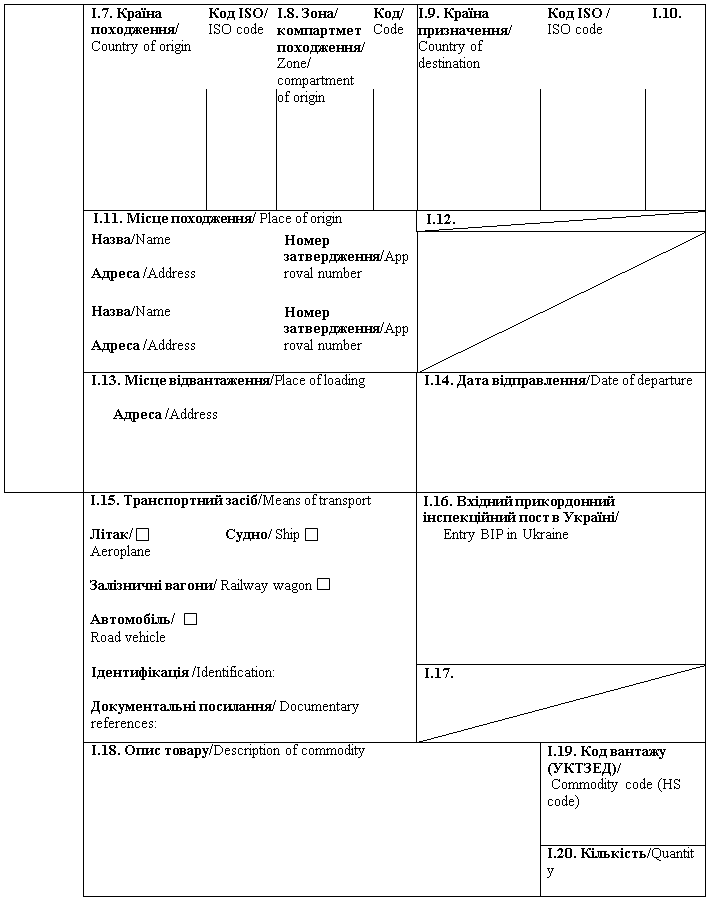 I.7. Країна
походження/
Country of origin
Код ISO/
ISO code
I.8. Зона/
компартмет
походження/
Zone/
compartment
of origin
Код/
Code
I.9. Країна
призначення/
Country of
destination
Код ISO /
ISO code
I.10.
I.11. Місце походження/ Place of origin
Назва/Name
Номер
затвердження/App
Адреса /Address
roval number
Назва/Name
Номер
затвердження/App
Адреса /Address
roval number
I.12.
I.13. Місце відвантаження/Place of loading
Адреса /Address
I.14. Дата відправлення/Date of departure
I.15. Транспортний засіб/Means of transport
Літак/ □ Судно/ Ship □
Aeroplane
Залізничні вагони/ Railway wagon □
Автомобіль/ □
Road vehicle
Ідентифікація /Identification:
Документальні посилання/ Documentary
references:
I.16. Вхідний прикордонний
інспекційний пост в Україні/
Entry BIP in Ukraine
I.17.
I.18. Опис товару/Description of commodity
I.19. Код вантажу
(УКТЗЕД)/
Commodity code (HS
code)
I.20. Кількість/Quantit
y